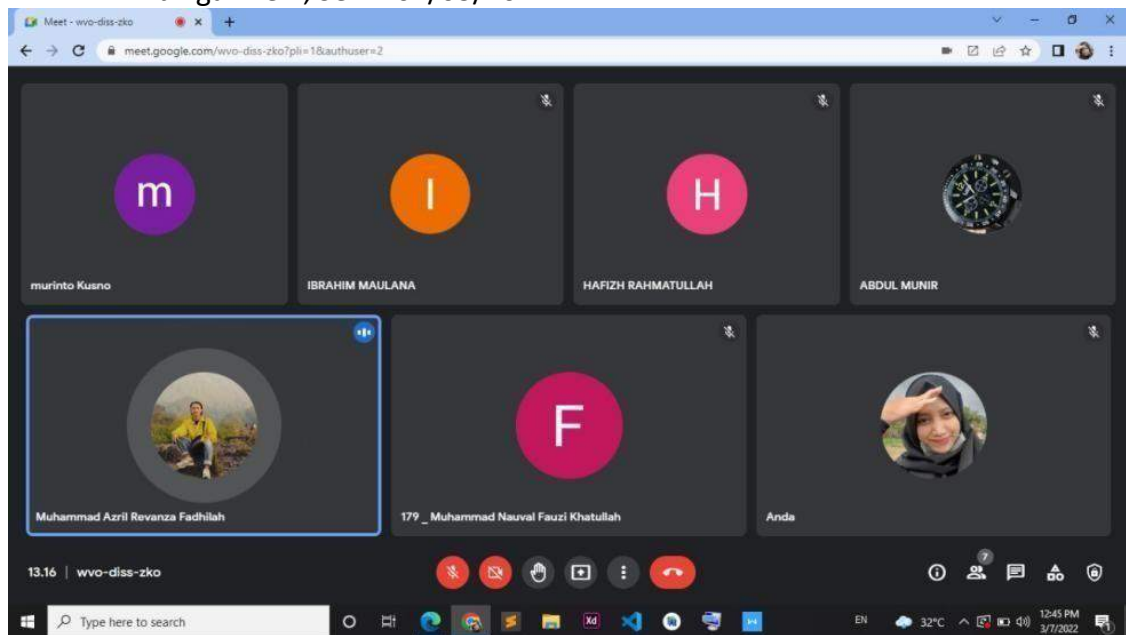 Meet - wvo-diss-zko
meet.google.com/wvo-diss-zko?pli=1&authuser=2
m
I
H
murinto Kusno
IBRAHIM MAULANA
HAFIZH RAHMATULLAH
ABDUL MUNIR
F
Muhammad Azril Revanza Fadhilah
179 _ Muhammad Nauval Fauzi Khatullah
Anda
13.16 | wvo-diss-zko
7
Type here to search
Xd
EN
32°C
12:45 PM
3/7/2022
1